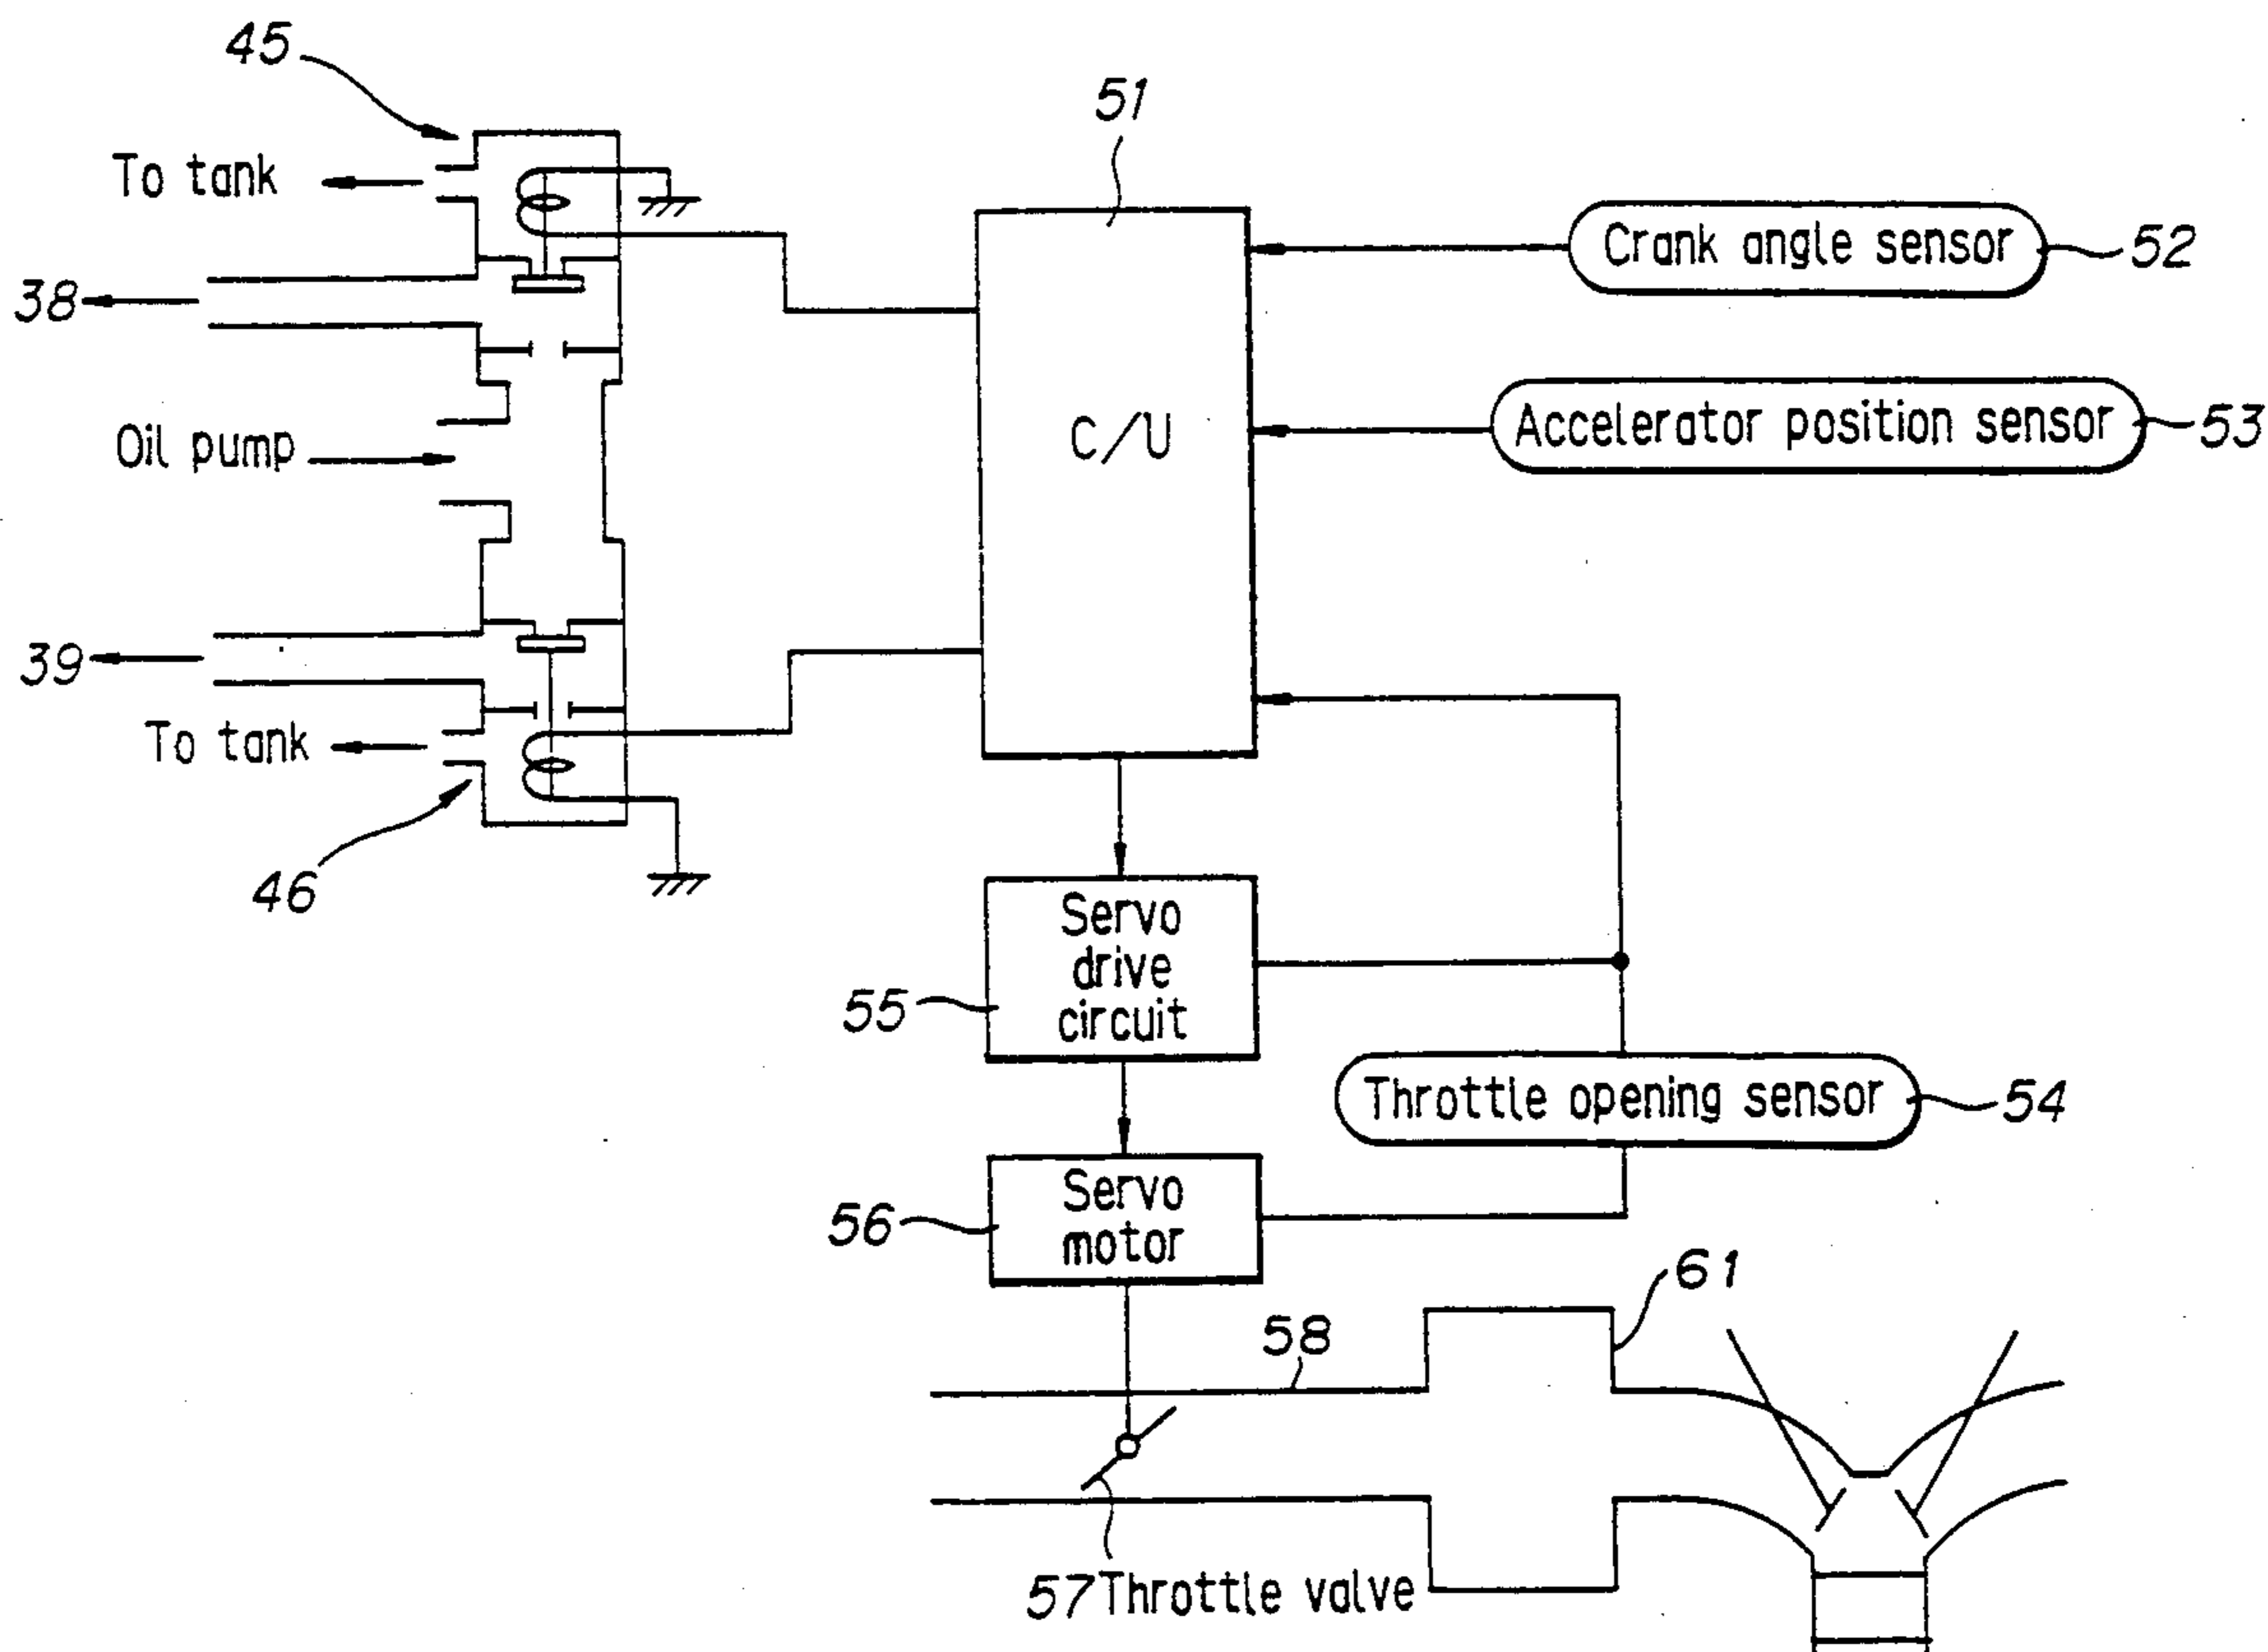 45
To tank
38
Oil pump
39
To tank
46
51
C/U
Crank angle sensor
52
Accelerator position sensor
53
Servo
drive
circuit
55
Throttle opening sensor
54
Servo
motor
56
58
61
57 Throttle valve